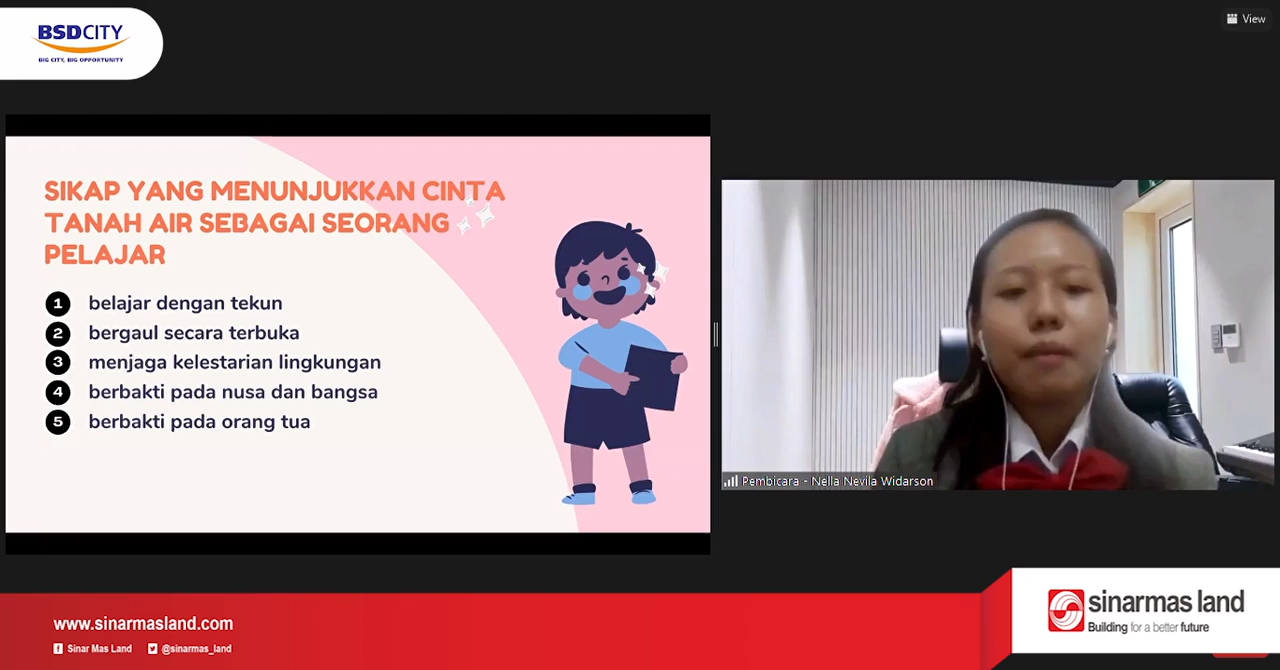 BSDCITY
BIG CITY, BIG OPPORTUNITY
View
SIKAP YANG MENUNJUKKAN CINTA
TANAH AIR SEBAGAI SEORANG
PELAJAR
1 belajar dengan tekun
2 bergaul secara terbuka
3 menjaga kelestarian lingkungan
4 berbakti pada nusa dan bangsa
5 berbakti pada orang tua
Pembicara - Nella Nevila Widarson
www.sinarmasland.com
Sinar Mas Land @sinarmas_land
sinarmas land
Building for a better future